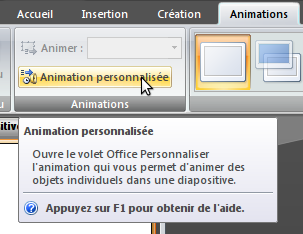 Accueil Insertion Création Animations
Animer :
Animation personnalisée
Animations
Animation personnalisée
Ouvre le volet Office Personnaliser
l'animation qui vous permet d'animer des
objets individuels dans une diapositive.
Appuyez sur F1 pour obtenir de l'aide.